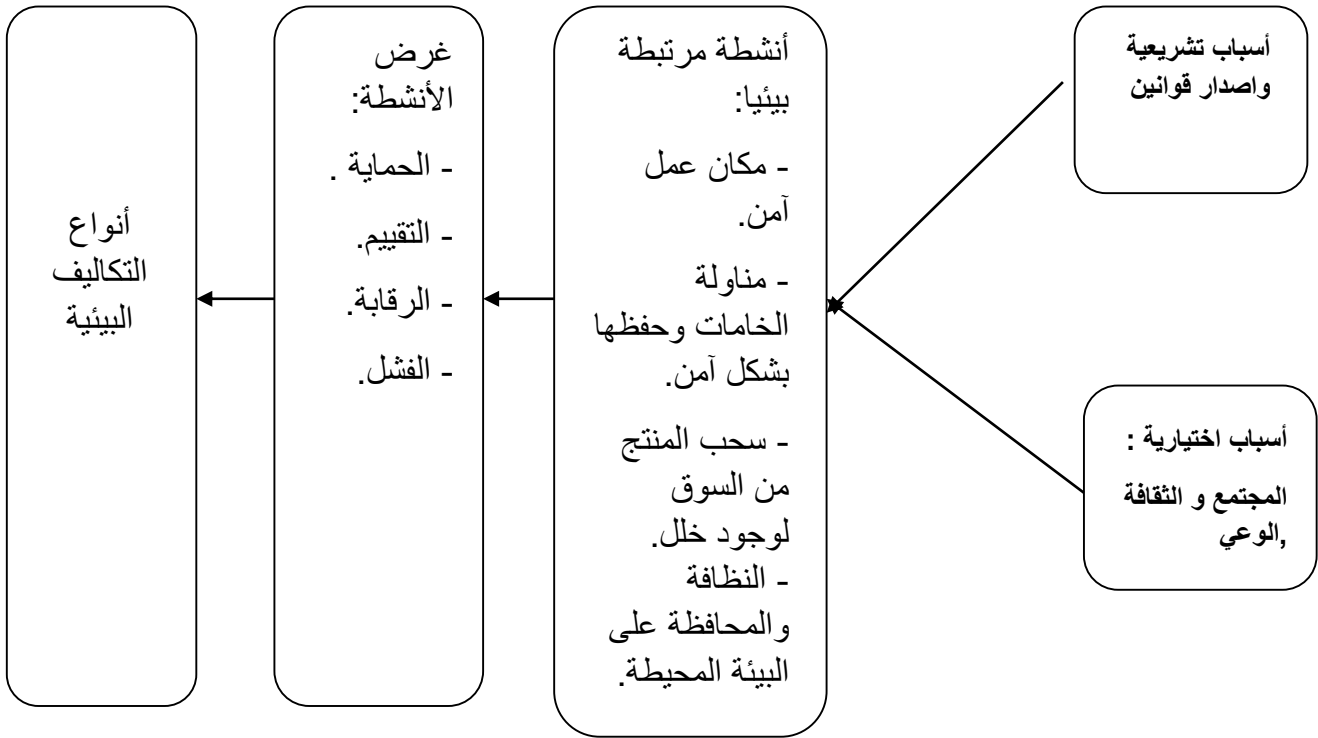 أسباب تشريعية
واصدار قوانين
أسباب اختيارية :
المجتمع و الثقافة
,الوعي
أنشطة مرتبطة
بيئيا:
- مكان عمل
آمن.
- مناولة
الخامات وحفظها
بشكل آمن.
- سحب المنتج
من السوق
لوجود خلل.
- النظافة
والمحافظة على
البيئة المحيطة.
غرض
الأنشطة:
- الحماية .
- التقييم.
- الرقابة.
- الفشل.
أنواع
التكاليف
البيئية